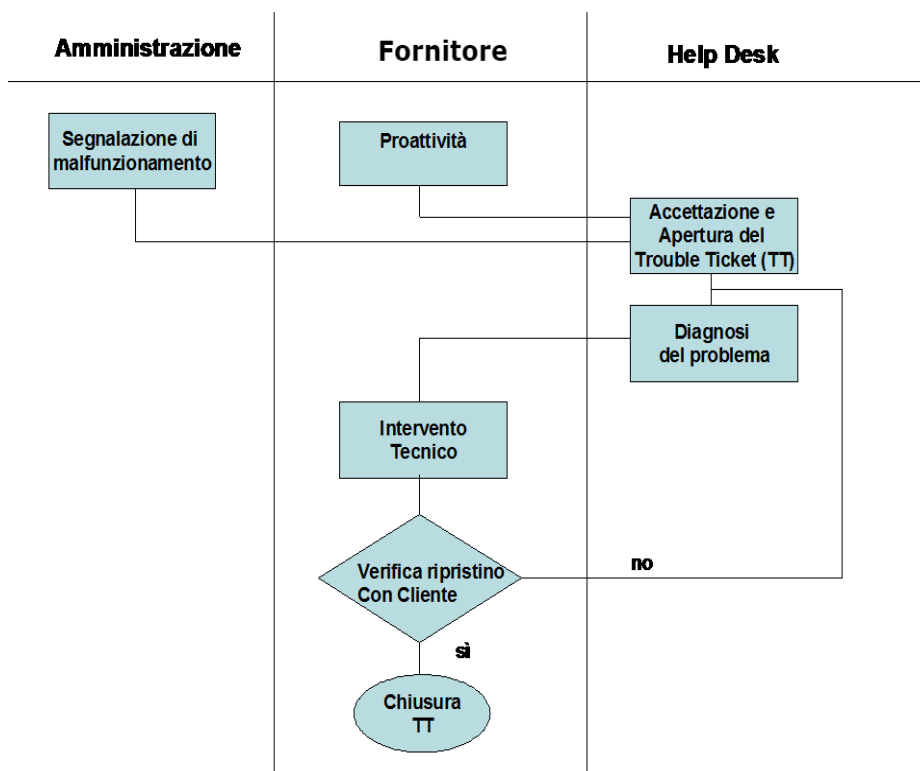 Amministrazione
Fornitore
Help Desk
Segnalazione di
malfunzionamento
Proattività
Accettazione e
Apertura del
Trouble Ticket (TT)
Diagnosi
del problema
Intervento
Tecnico
Verifica ripristino
Con Cliente
no
sì
Chiusura
TT